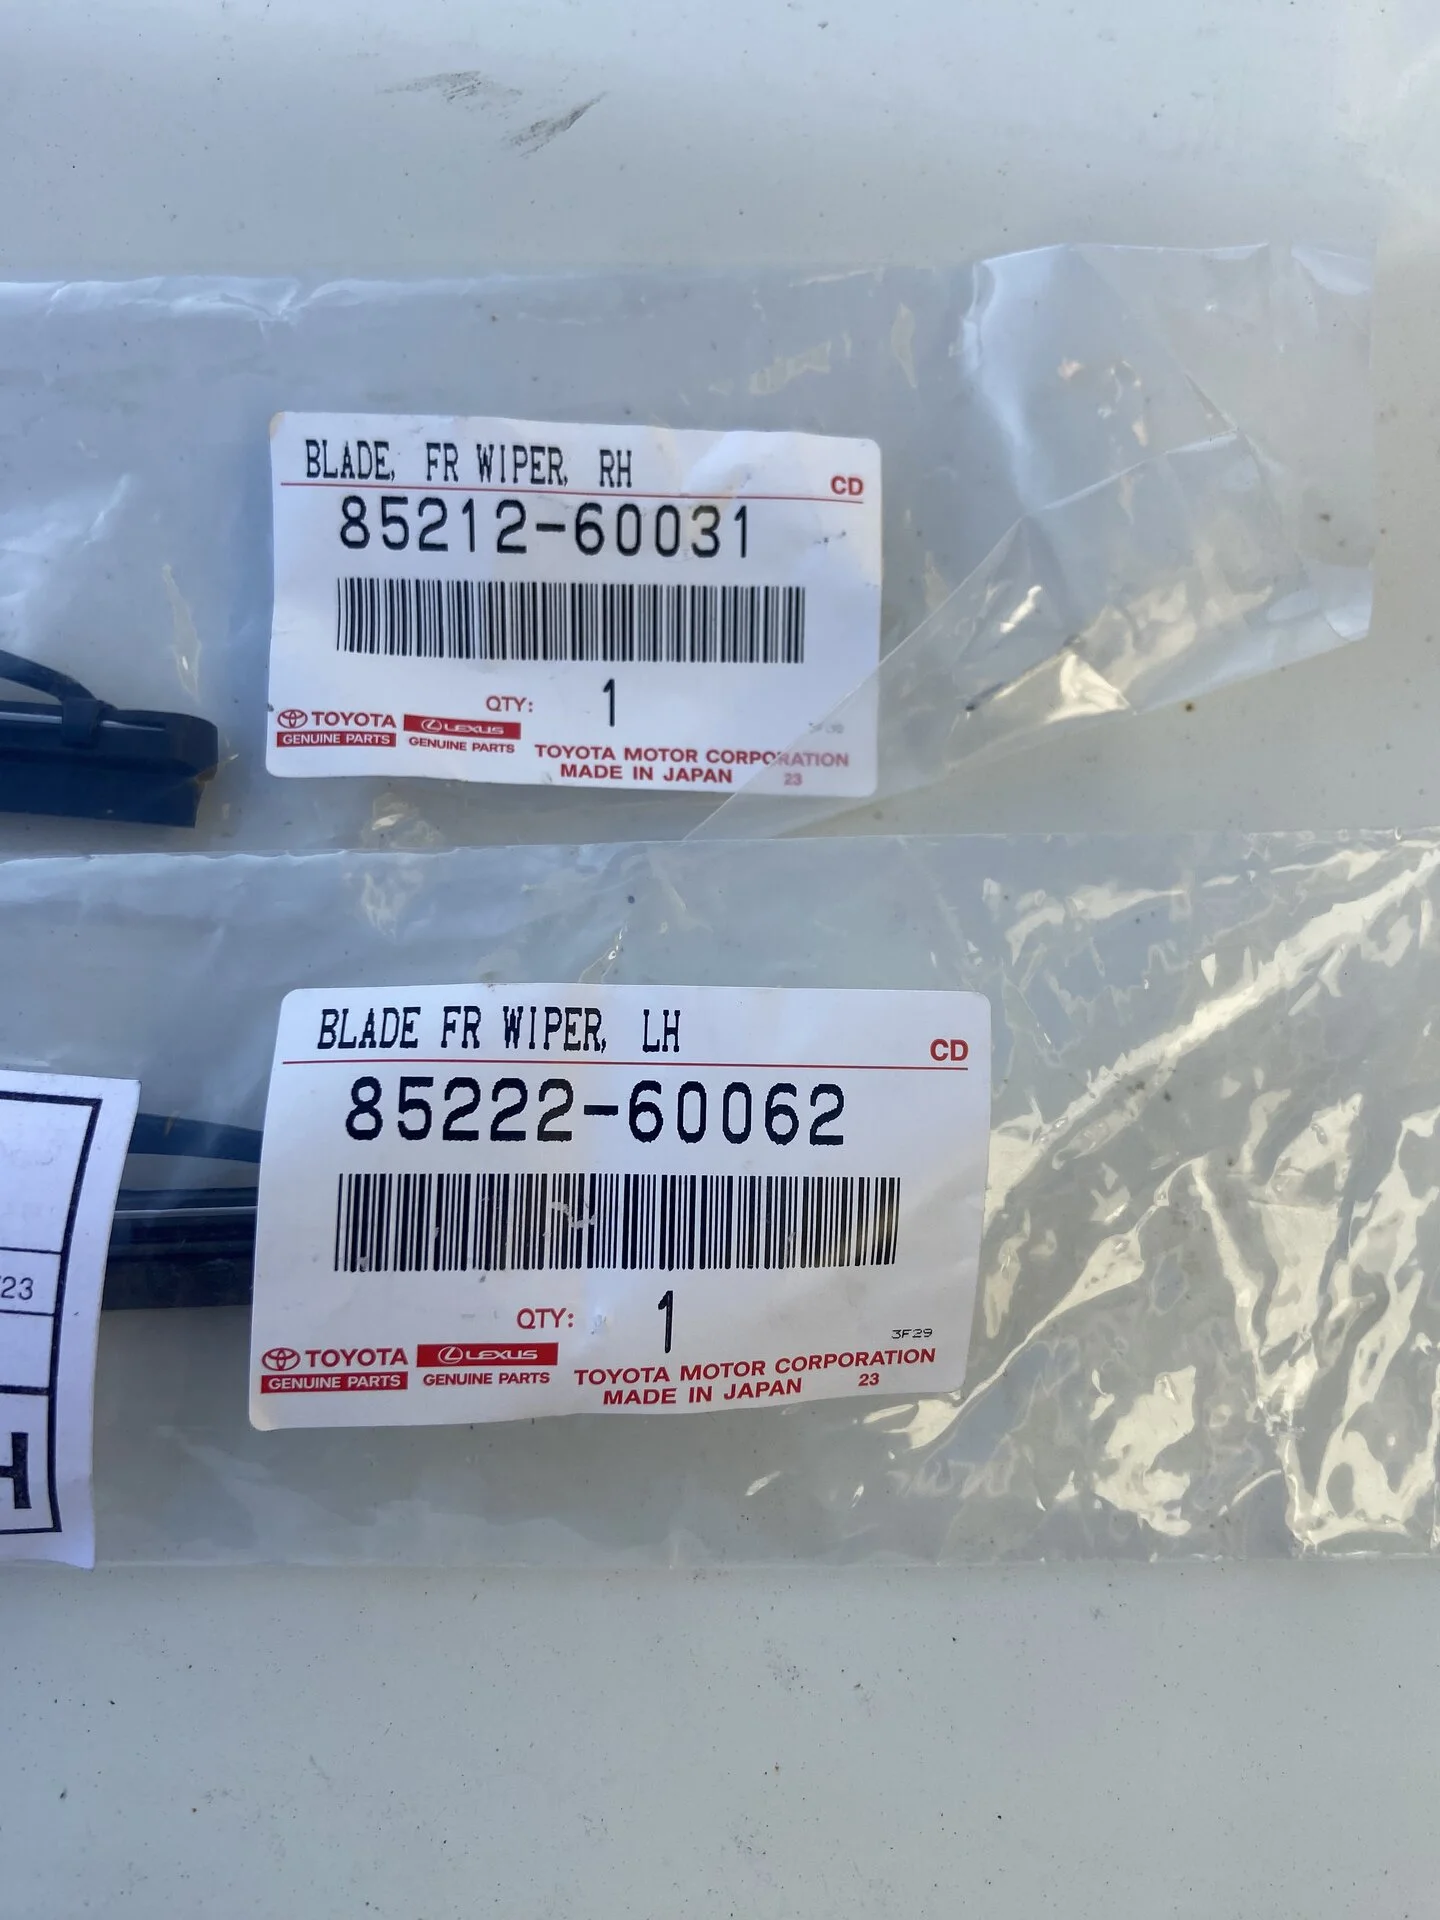 BLADE, FR WIPER, RH
CD
85212-60031
QTY: 1
TOYOTA
GENUINE PARTS
LEXUS
GENUINE PARTS
TOYOTA MOTOR CORPORATION
MADE IN JAPAN 23
BLADE FR WIPER, LH
CD
85222-60062
QTY: 1
3F29
TOYOTA
GENUINE PARTS
LEXUS
GENUINE PARTS
TOYOTA MOTOR CORPORATION
MADE IN JAPAN 23
/23
H